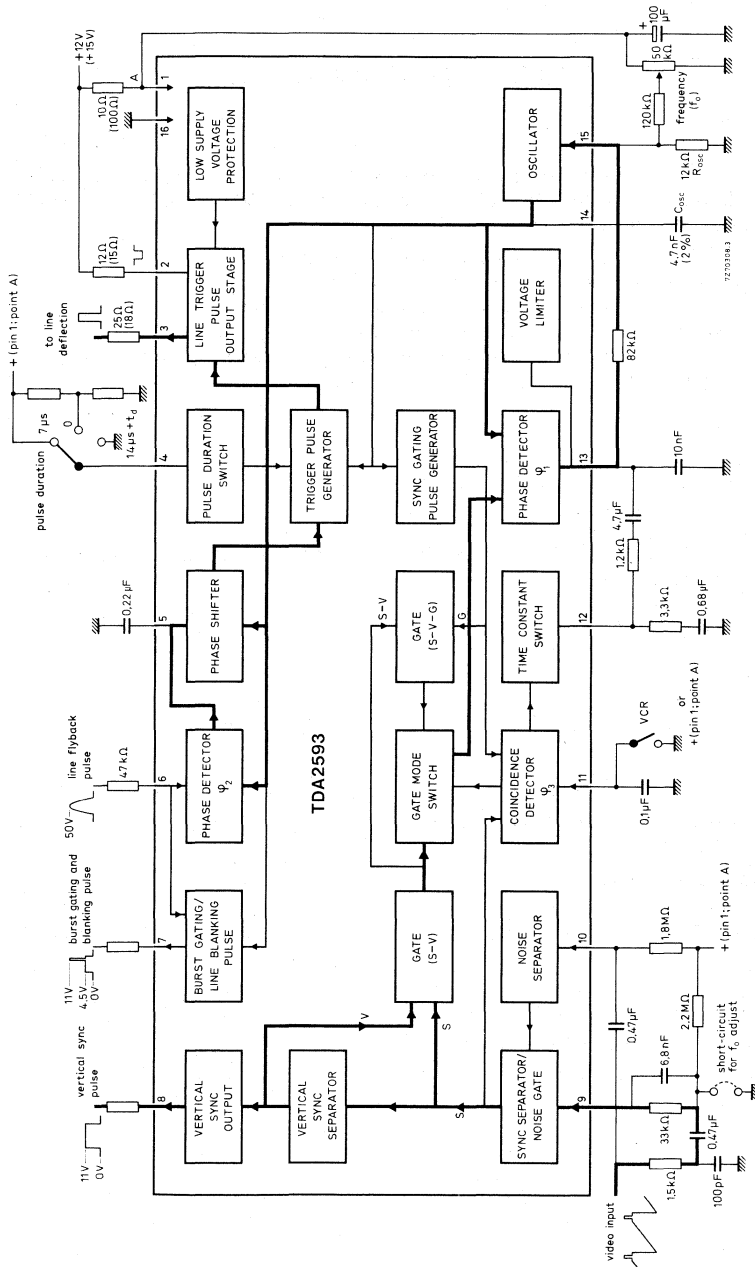 vertical sync
pulse
11V
0V
burst gating and
blanking pulse
11V
4.5V
0V
50V
line flyback
pulse
47kΩ
0,22μF
pulse duration
7μs
0
14μs+td
+(pin1;point A)
to line
deflection
25Ω
(18Ω)
12Ω
(15Ω)
10Ω
(100Ω)
A
+12V
(+15V)
8
7
6
5
4
3
2
16
1
VERTICAL SYNC
OUTPUT
BURST GATING/
LINE BLANKING
PULSE
PHASE DETECTOR
φ2
PHASE SHIFTER
PULSE DURATION
SWITCH
LINE TRIGGER
PULSE
OUTPUT STAGE
LOW SUPPLY
VOLTAGE
PROTECTION
VERTICAL
SYNC
SEPARATOR
TDA2593
TRIGGER PULSE
GENERATOR
V
S
GATE
(S-V)
GATE MODE
SWITCH
S-V
GATE
(S-V-G)
G
SYNC GATING
PULSE GENERATOR
S
SYNC SEPARATOR/
NOISE GATE
NOISE
SEPARATOR
COINCIDENCE
DETECTOR
φ3
TIME CONSTANT
SWITCH
PHASE DETECTOR
φ1
VOLTAGE
LIMITER
OSCILLATOR
9
10
11
12
13
14
15
video input
1,5kΩ
100pF
33kΩ
0,47μF
6,8nF
short-circuit
for fo adjust
2,2MΩ
0,47μF
1,8MΩ
+(pin1;point A)
0,1μF
VCR
or
+(pin1;point A)
3,3kΩ
0,68μF
1,2kΩ
4,7μF
10nF
82kΩ
4,7nF
(2%)
Cosc
12kΩ
Rosc
120kΩ
frequency
(fo)
50
kΩ
+
100
μF
7Z70308.3